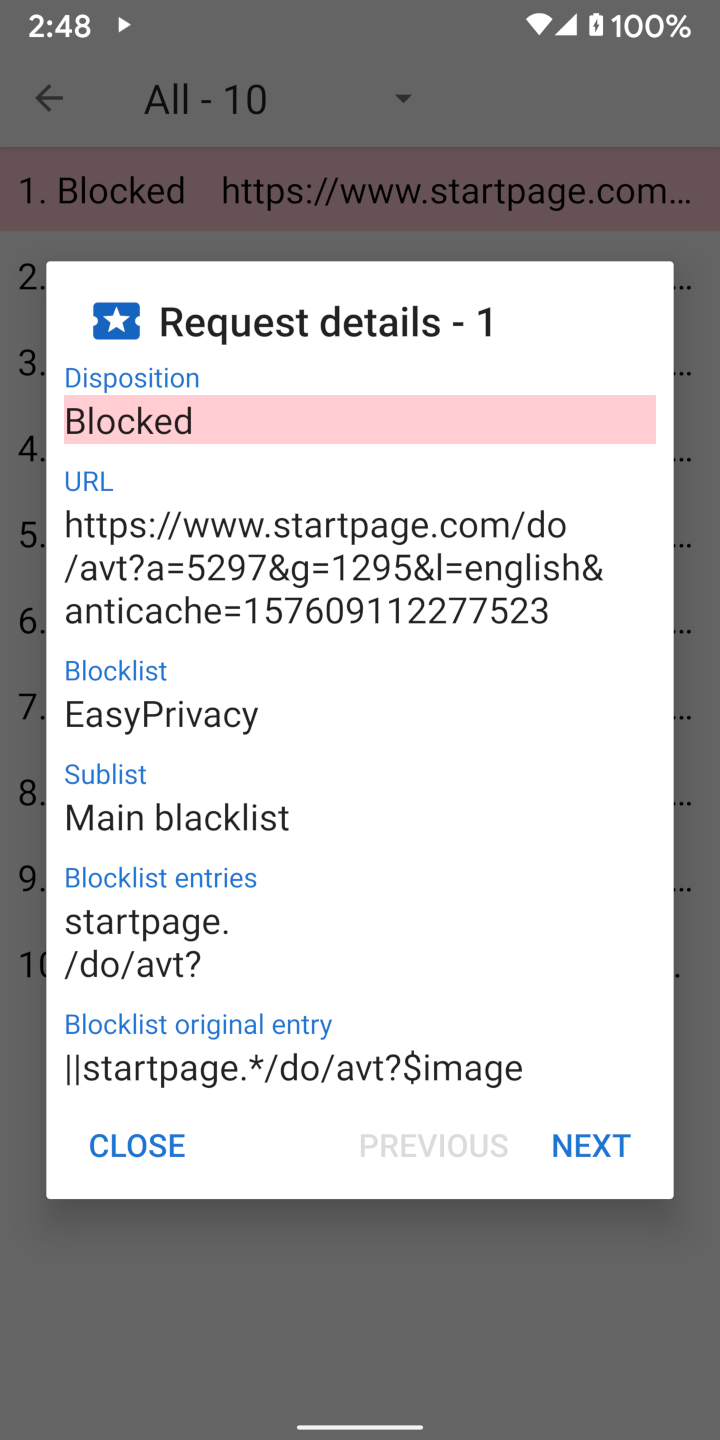 2:48 100%
All - 10
1. Blocked https://www.startpage.com...
2. ...
3. ...
4. ...
5. ...
6. ...
7. ...
8. ...
9. ...
Request details - 1
Disposition
Blocked
URL
https://www.startpage.com/do
/avt?a=5297&g=1295&l=english&
anticache=157609112277523
Blocklist
EasyPrivacy
Sublist
Main blacklist
Blocklist entries
startpage.
/do/avt?
Blocklist original entry
||startpage.*/do/avt?$image
CLOSE PREVIOUS NEXT